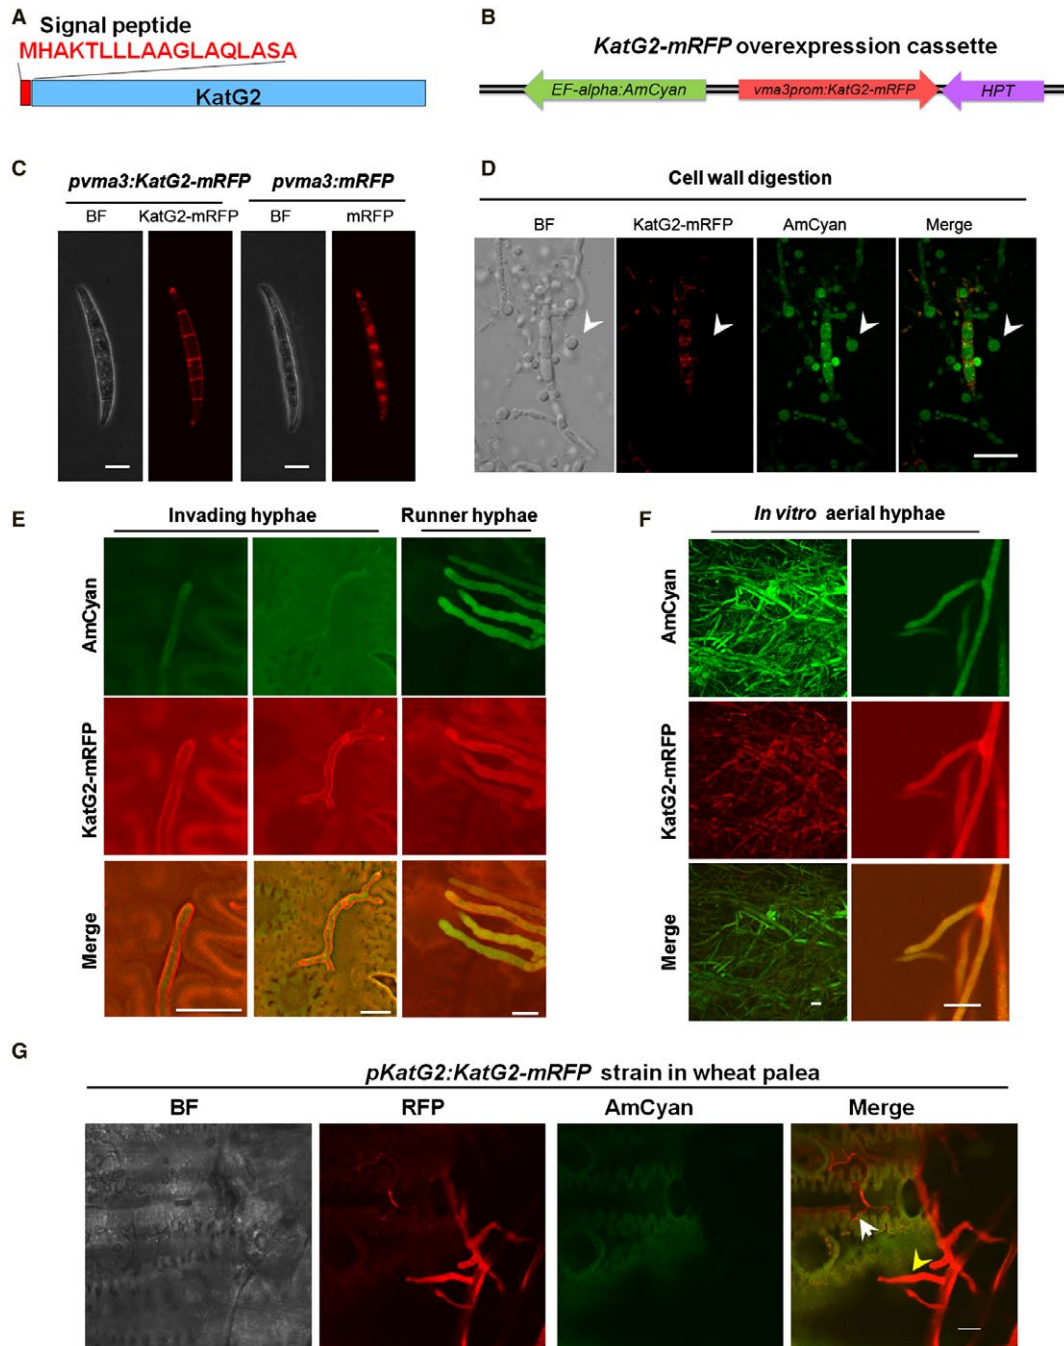 A
Signal peptide
MHAKTLLLAAGLAQLASA
KatG2
B
KatG2-mRFP overexpression cassette
EF-alpha:AmCyan
vma3prom:KatG2-mRFP
HPT
C
pvma3:KatG2-mRFP pvma3:mRFP
BF KatG2-mRFP BF mRFP
D
Cell wall digestion
BF KatG2-mRFP AmCyan Merge
E
Invading hyphae Runner hyphae
AmCyan
KatG2-mRFP
Merge
F
In vitro aerial hyphae
AmCyan
KatG2-mRFP
Merge
G
pKatG2:KatG2-mRFP strain in wheat palea
BF RFP AmCyan Merge